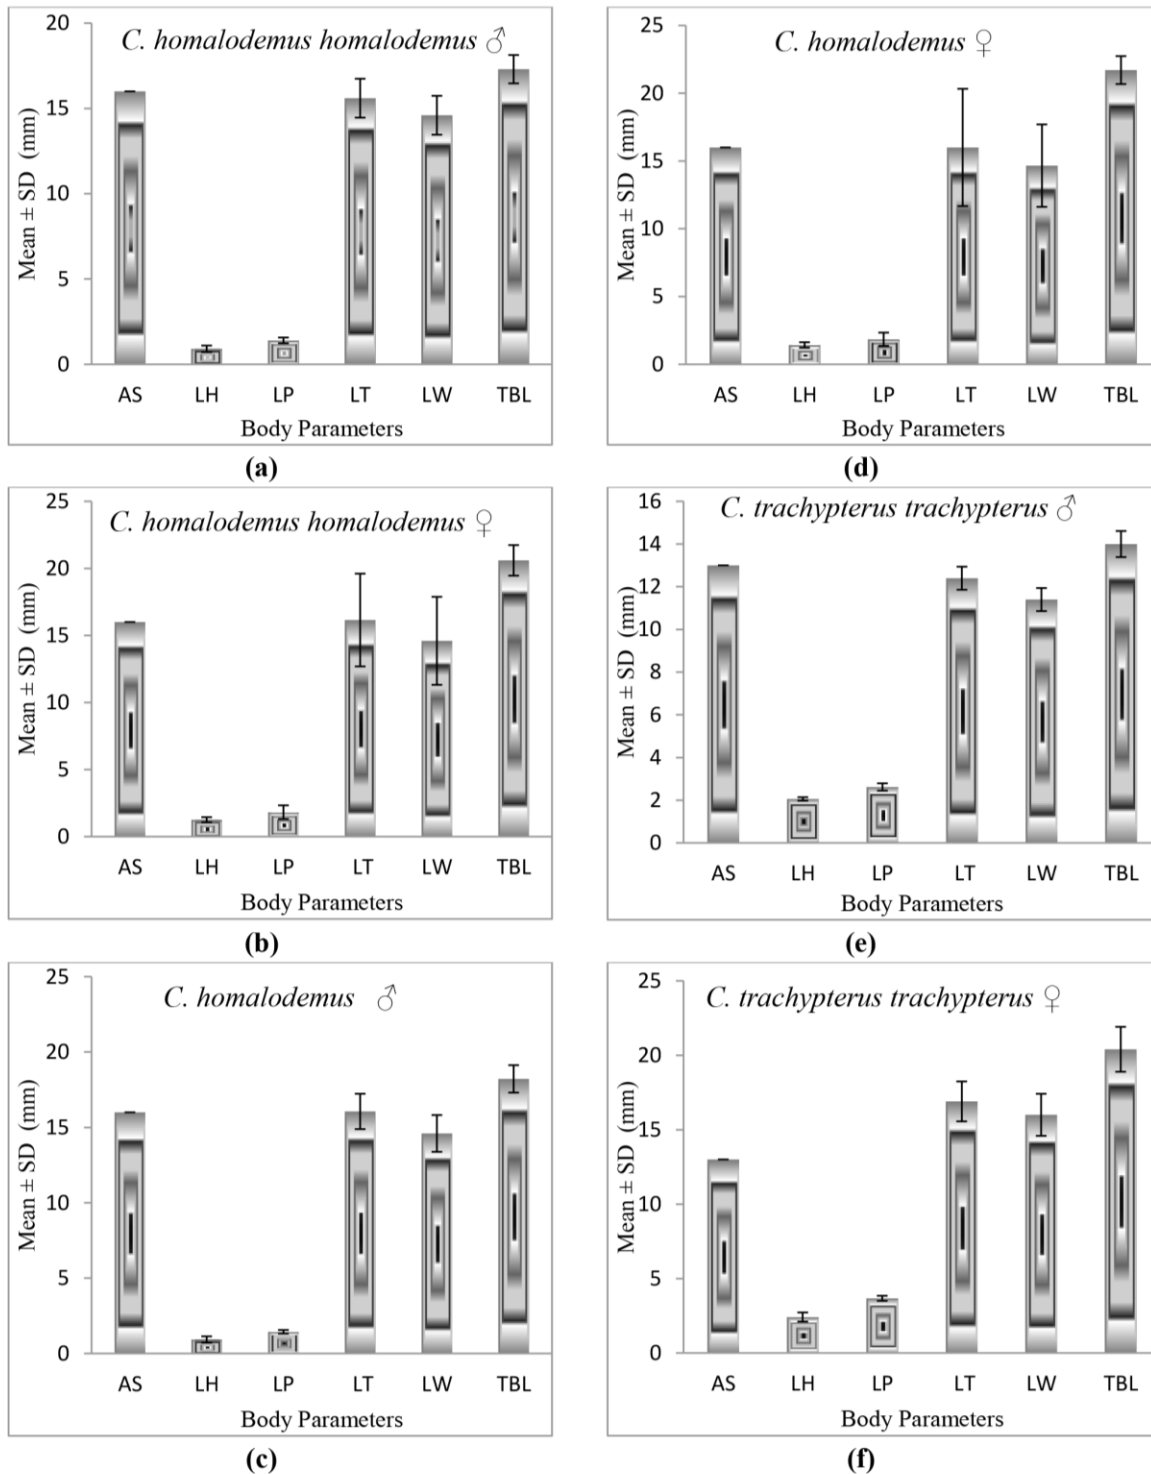 C. homalodemus homalodemus ♂
Mean ± SD (mm)
20
15
10
5
0
AS LH LP LT LW TBL
Body Parameters
(a)
C. homalodemus ♀
Mean ± SD (mm)
25
20
15
10
5
0
AS LH LP LT LW TBL
Body Parameters
(d)
C. homalodemus homalodemus ♀
Mean ± SD (mm)
25
20
15
10
5
0
AS LH LP LT LW TBL
Body Parameters
(b)
C. trachypterus trachypterus ♂
Mean ± SD (mm)
16
14
12
10
8
6
4
2
0
AS LH LP LT LW TBL
Body Parameters
(e)
C. homalodemus ♂
Mean ± SD (mm)
25
20
15
10
5
0
AS LH LP LT LW TBL
Body Parameters
(c)
C. trachypterus trachypterus ♀
Mean ± SD (mm)
25
20
15
10
5
0
AS LH LP LT LW TBL
Body Parameters
(f)